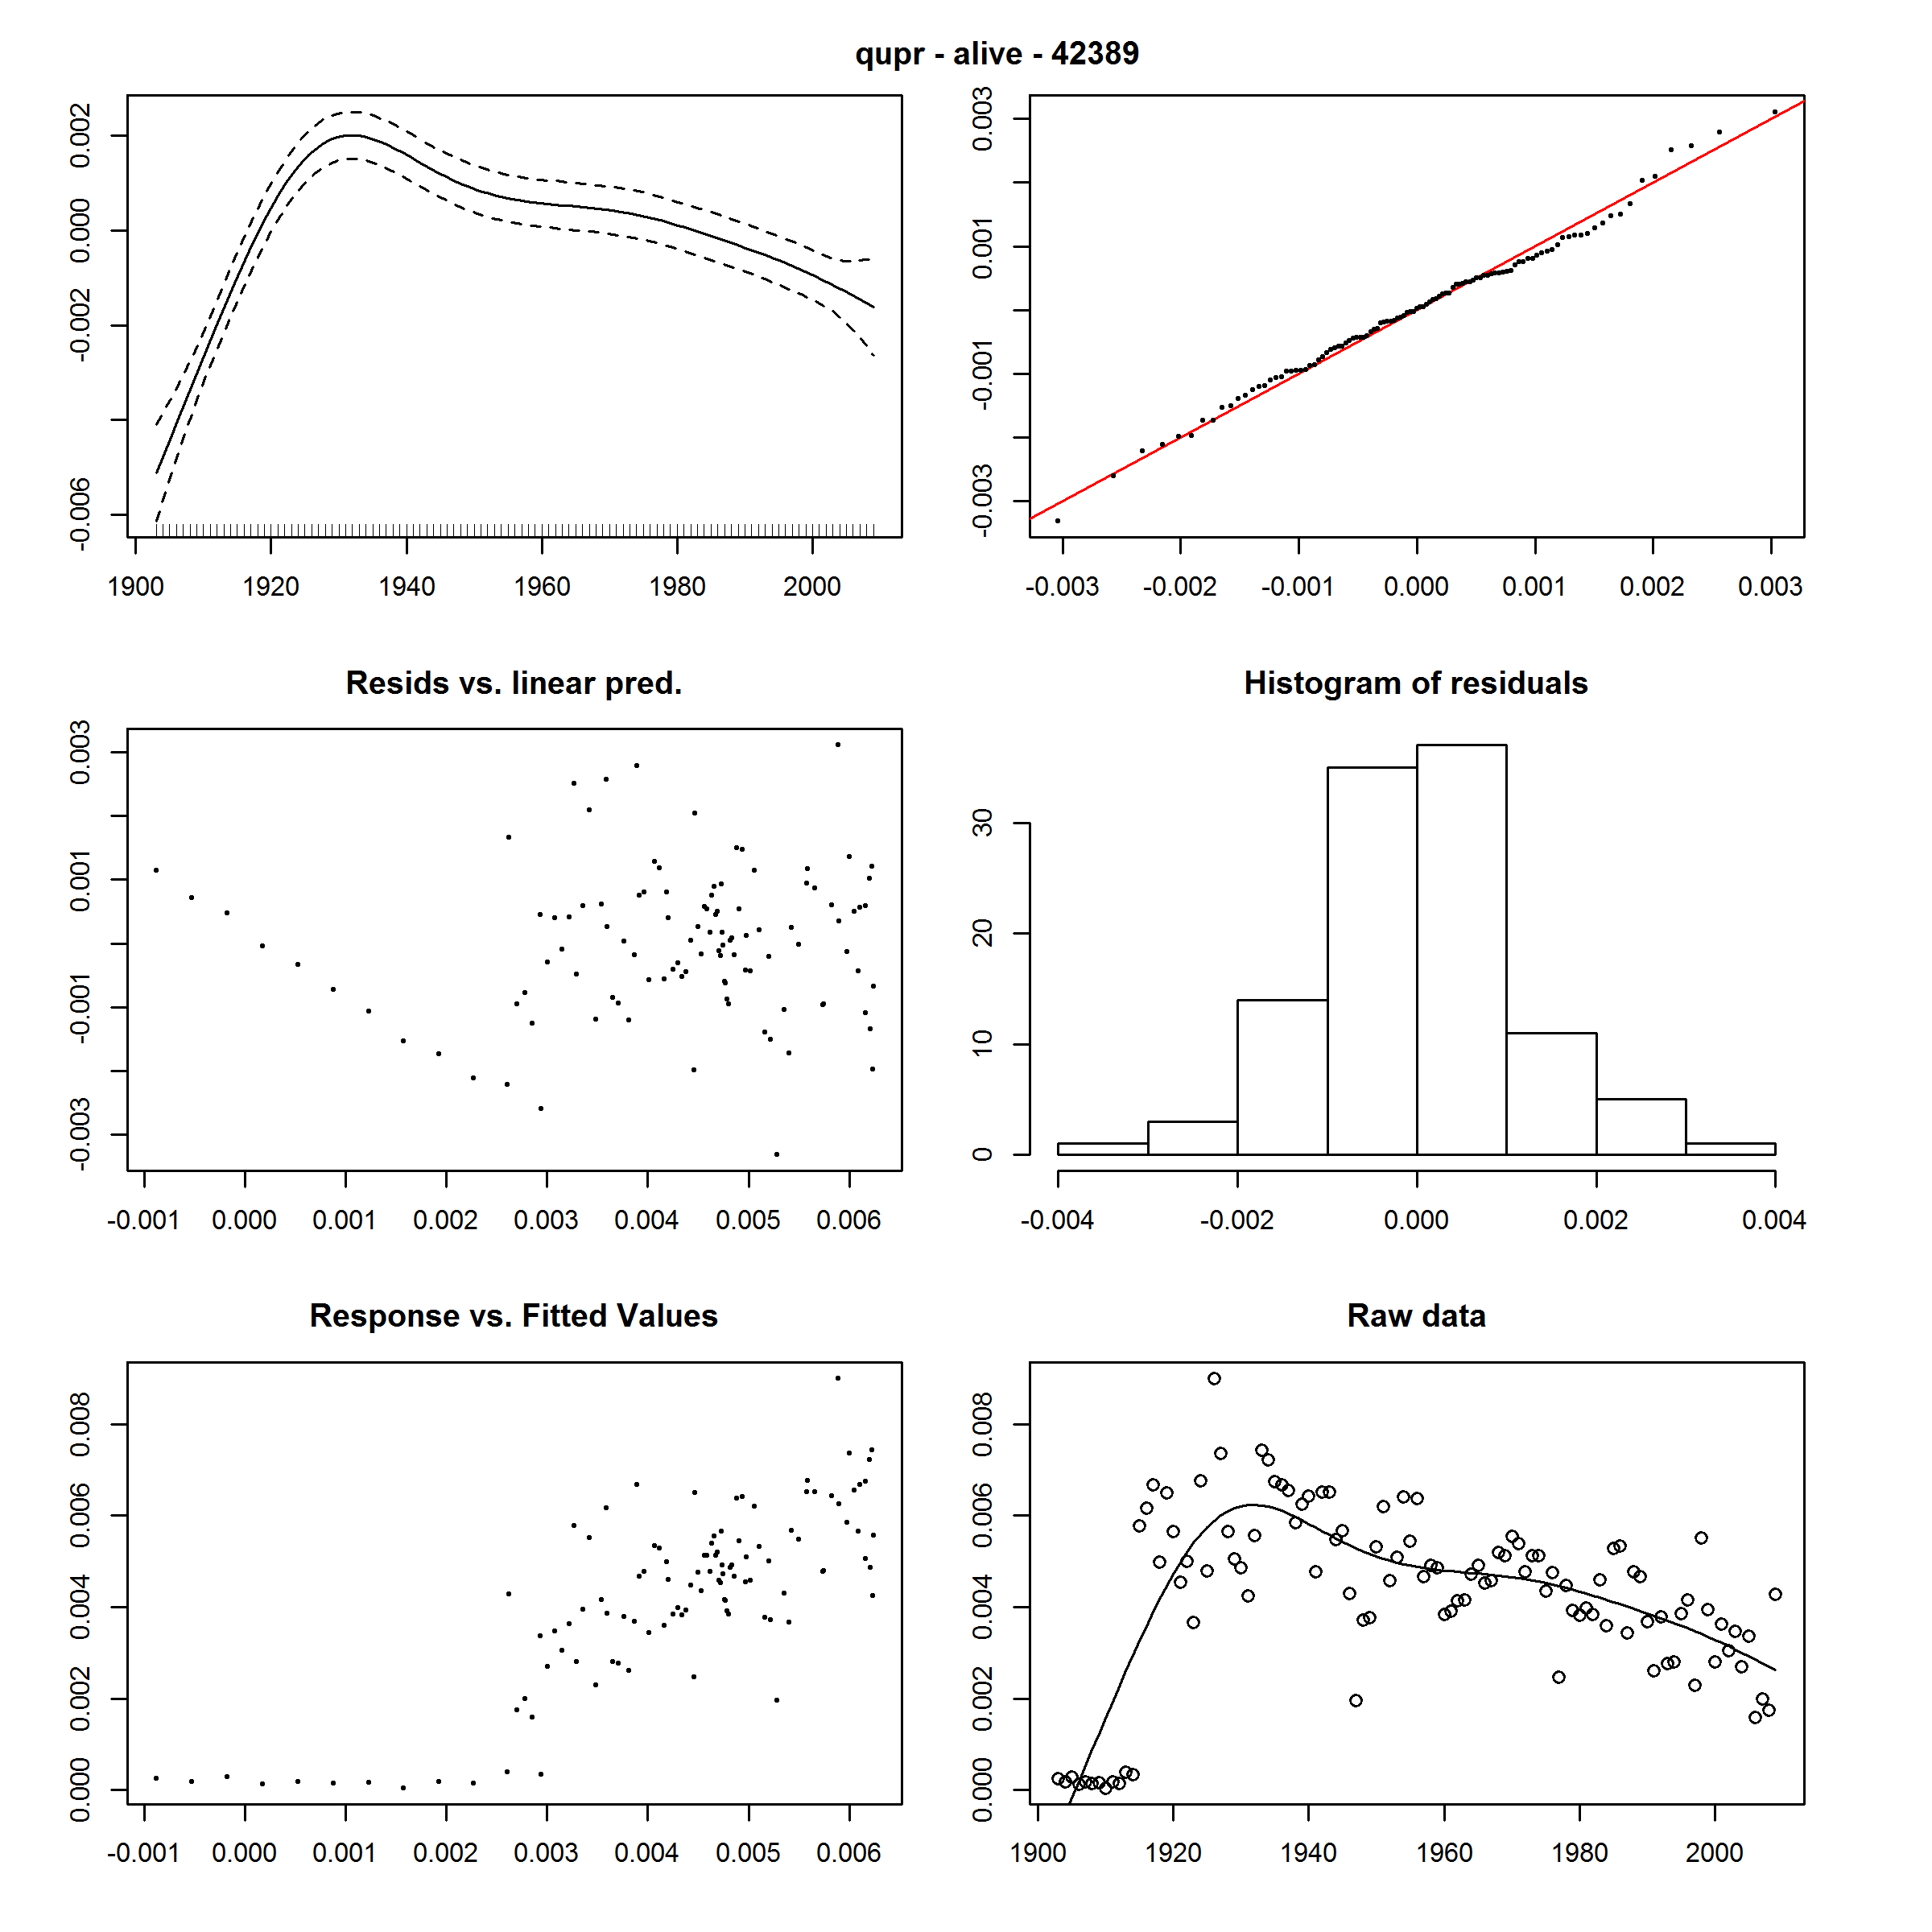 qupr - alive - 42389
0.002
0.000
-0.002
-0.006
1900 1920 1940 1960 1980 2000
0.003
0.001
-0.001
-0.003
-0.003 -0.002 -0.001 0.000 0.001 0.002 0.003
Resids vs. linear pred.
0.003
0.001
-0.001
-0.003
-0.001 0.000 0.001 0.002 0.003 0.004 0.005 0.006
Histogram of residuals
30
20
10
0
-0.004 -0.002 0.000 0.002 0.004
Response vs. Fitted Values
0.008
0.006
0.004
0.002
0.000
-0.001 0.000 0.001 0.002 0.003 0.004 0.005 0.006
Raw data
0.008
0.006
0.004
0.002
0.000
1900 1920 1940 1960 1980 2000